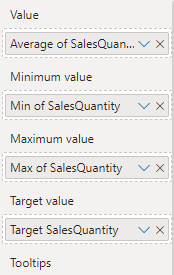 Value
Average of SalesQuan...
Minimum value
Min of SalesQuantity
Maximum value
Max of SalesQuantity
Target value
Target SalesQuantity
Tooltips